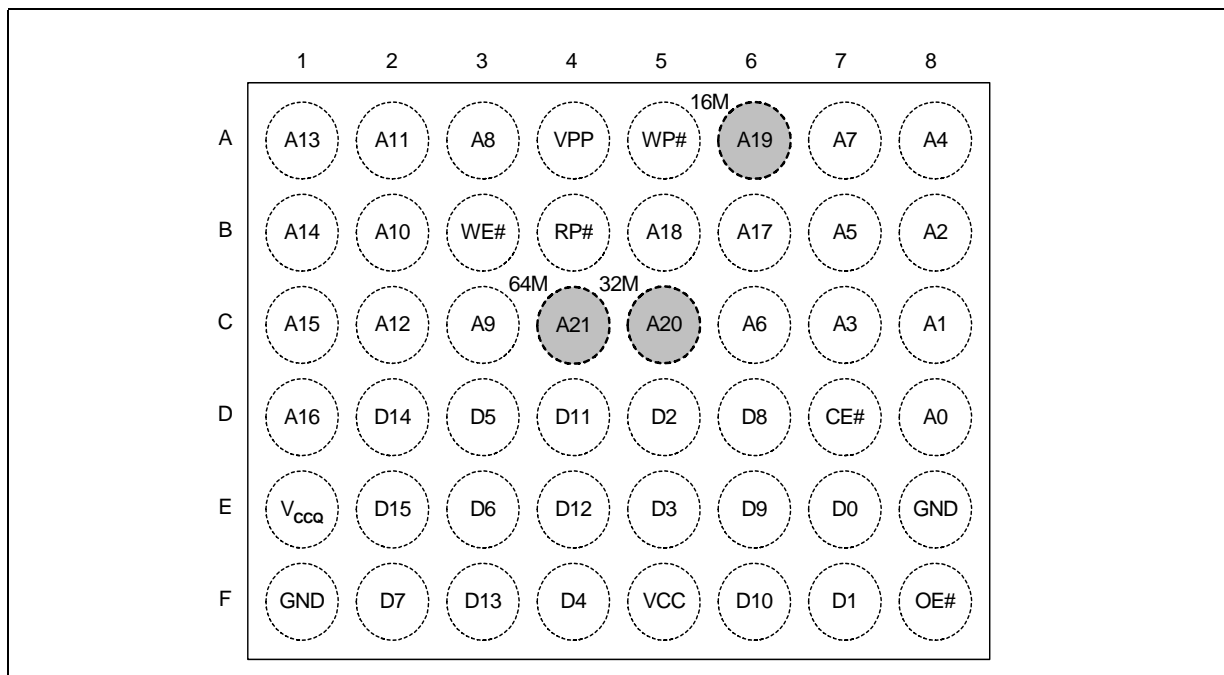 1 2 3 4 5 6 7 8
16M
A A13 A11 A8 VPP WP# A19 A7 A4
B A14 A10 WE# RP# A18 A17 A5 A2
64M 32M
C A15 A12 A9 A21 A20 A6 A3 A1
D A16 D14 D5 D11 D2 D8 CE# A0
E VCCQ D15 D6 D12 D3 D9 D0 GND
F GND D7 D13 D4 VCC D10 D1 OE#